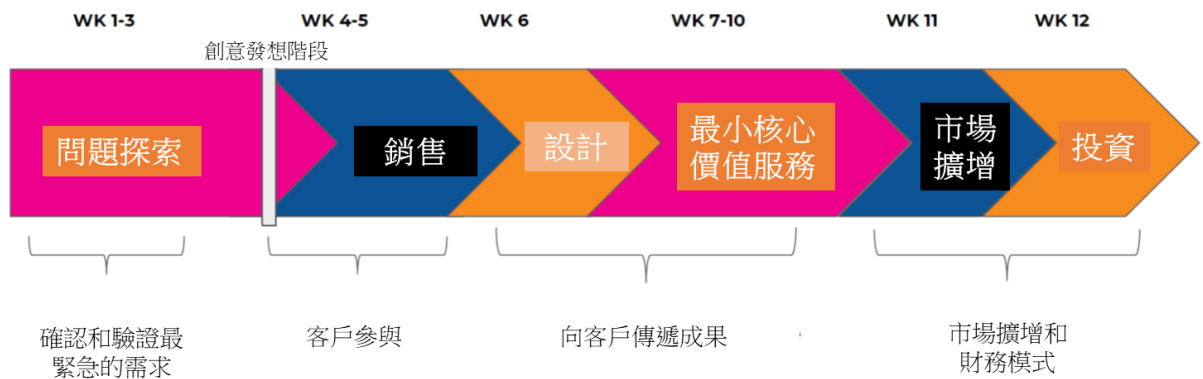 WK 1-3
WK 4-5
WK 6
WK 7-10
WK 11
WK 12
創意發想階段
問題探索
銷售
設計
最小核心
價值服務
市場
擴增
投資
確認和驗證最
緊急的需求
客戶參與
向客戶傳遞成果
市場擴增和
財務模式